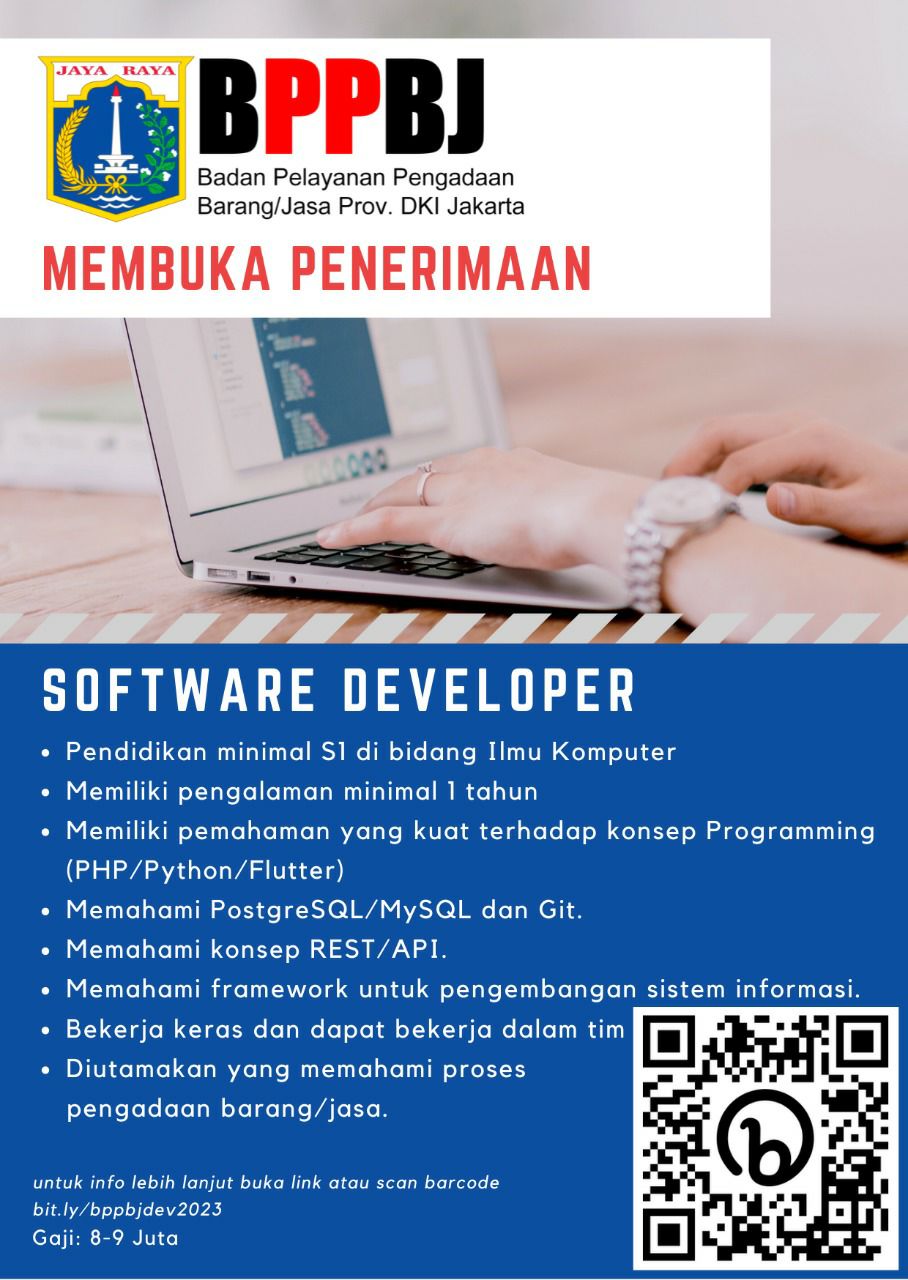 JAYA RAYA
BPPBJ
Badan Pelayanan Pengadaan
Barang/Jasa Prov. DKI Jakarta
MEMBUKA PENERIMAAN
SOFTWARE DEVELOPER
• Pendidikan minimal S1 di bidang Ilmu Komputer
• Memiliki pengalaman minimal 1 tahun
• Memiliki pemahaman yang kuat terhadap konsep Programming
(PHP/Python/Flutter)
• Memahami PostgreSQL/MySQL dan Git.
• Memahami konsep REST/API.
• Memahami framework untuk pengembangan sistem informasi.
• Bekerja keras dan dapat bekerja dalam tim
• Diutamakan yang memahami proses
pengadaan barang/jasa.
untuk info lebih lanjut buka link atau scan barcode
bit.ly/bppbjdev2023
Gaji: 8-9 Juta
b